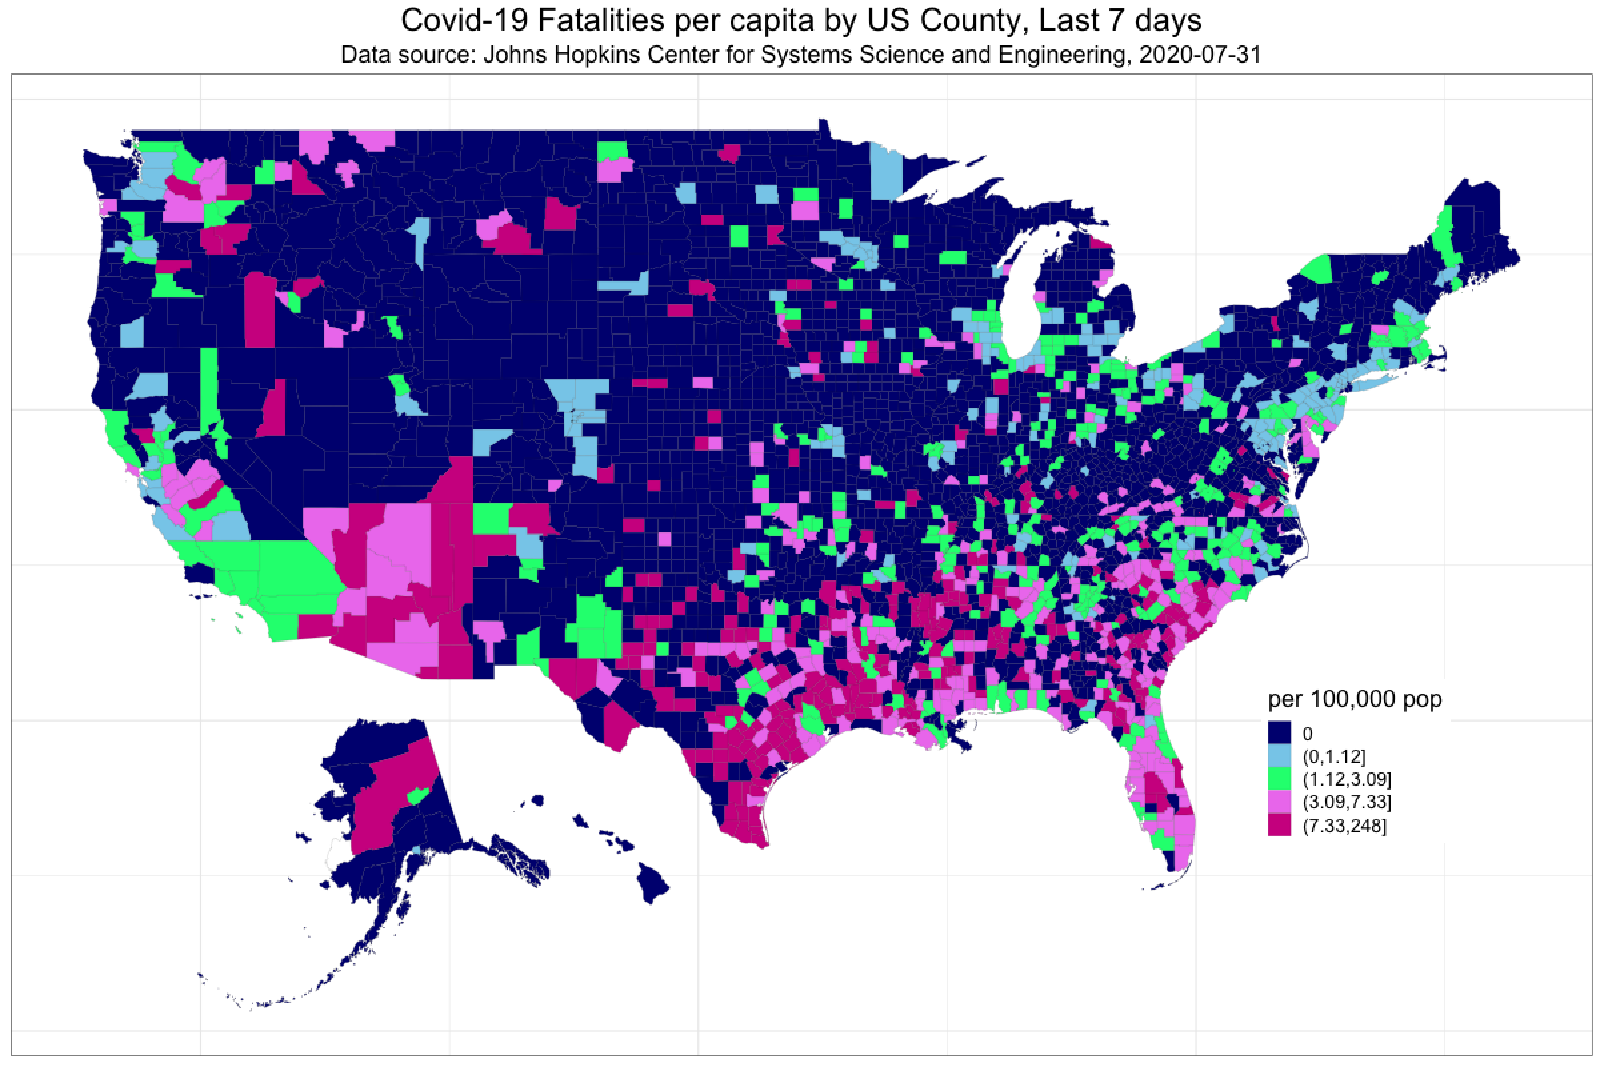 Covid-19 Fatalities per capita by US County, Last 7 days
Data source: Johns Hopkins Center for Systems Science and Engineering, 2020-07-31
per 100,000 pop
0
(0,1.12]
(1.12,3.09]
(3.09,7.33]
(7.33,248]